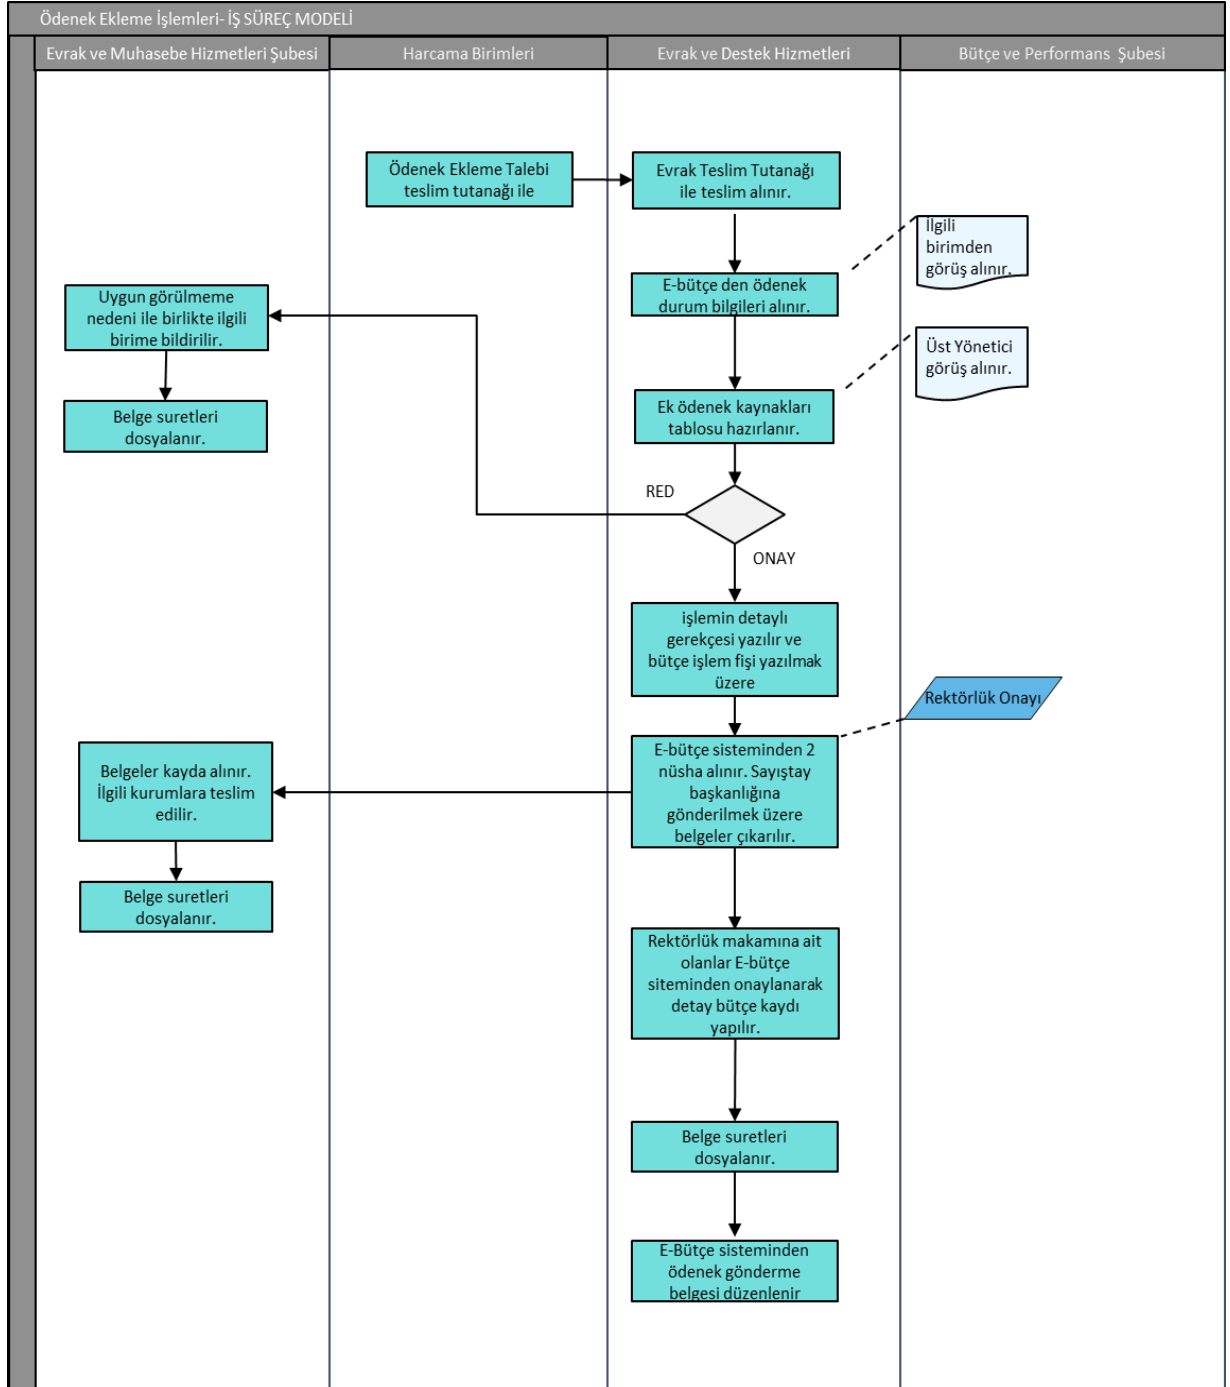 Ödenek Ekleme İşlemleri- İŞ SÜREÇ MODELİ
Evrak ve Muhasebe Hizmetleri Şubesi
Harcama Birimleri
Evrak ve Destek Hizmetleri
Bütçe ve Performans Şubesi
Ödenek Ekleme Talebi
teslim tutanağı ile
Evrak Teslim Tutanağı
ile teslim alınır.
İlgili
birimden
görüş alınır.
E-bütçe den ödenek
durum bilgileri alınır.
Uygun görülmeme
nedeni ile birlikte ilgili
birime bildirilir.
Üst Yönetici
görüş alınır.
Belge suretleri
dosyalanır.
Ek ödenek kaynakları
tablosu hazırlanır.
RED
ONAY
işlemin detaylı
gerekçesi yazılır ve
bütçe işlem fişi yazılmak
üzere
Rektörlük Onayı
E-bütçe sisteminden 2
nüsha alınır. Sayıştay
başkanlığına
gönderilmek üzere
belgeler çıkarılır.
Belgeler kayda alınır.
İlgili kurumlara teslim
edilir.
Belge suretleri
dosyalanır.
Rektörlük makamına ait
olanlar E-bütçe
siteminden onaylanarak
detay bütçe kaydı
yapılır.
Belge suretleri
dosyalanır.
E-Bütçe sisteminden
ödenek gönderme
belgesi düzenlenir